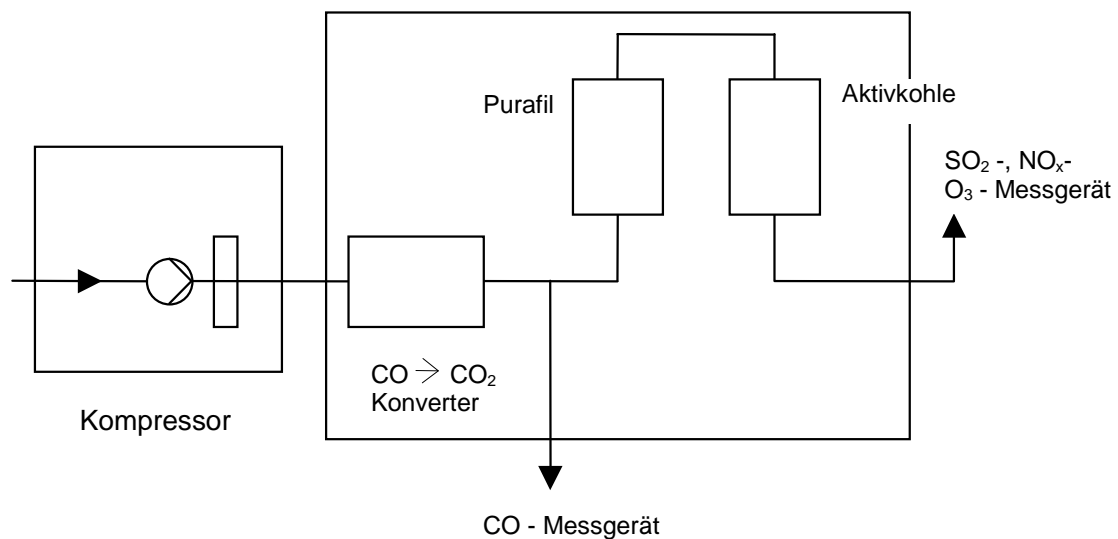 Purafil
Aktivkohle
SO₂ -, NOₓ-
O₃ - Messgerät
CO → CO₂
Konverter
Kompressor
CO - Messgerät